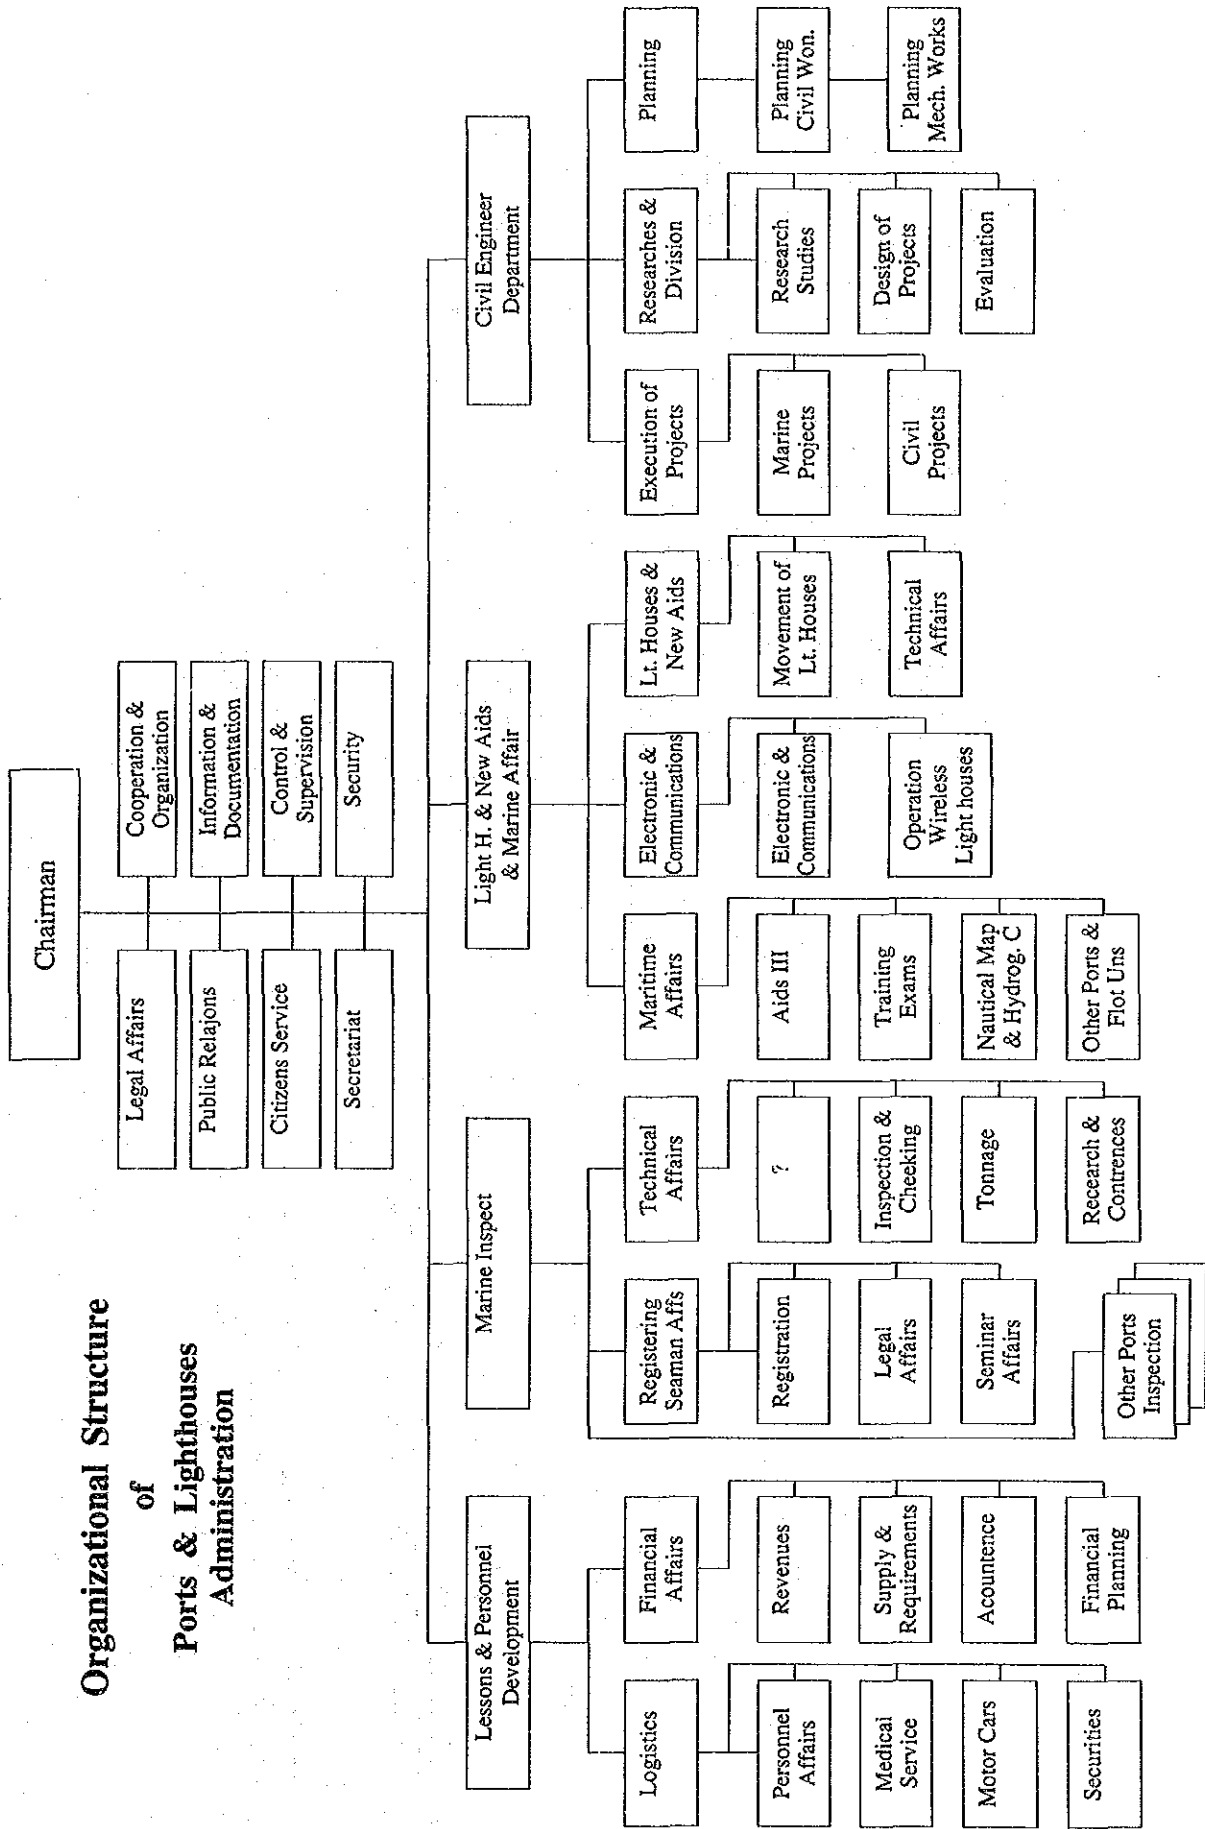 Organizational Structure
of
Ports & Lighthouses
Administration
Chairman
Legal Affairs
Cooperation &
Organization
Public Relajons
Information &
Documentation
Citizens Service
Control &
Supervision
Secretariat
Security
Lessons & Personnel
Development
Marine Inspect
Light H. & New Aids
& Marine Affair
Civil Engineer
Department
Logistics
Personnel
Affairs
Medical
Service
Motor Cars
Securities
Financial
Affairs
Revenues
Supply &
Requirements
Acountence
Financial
Planning
Registering
Seaman Affs
Registration
Legal
Affairs
Seminar
Affairs
Other Ports
Inspection
Technical
Affairs
?
Inspection &
Cheeking
Tonnage
Recearch &
Contrences
Maritime
Affairs
Aids III
Training
Exams
Nautical Map
& Hydrog. C
Other Ports &
Flot Uns
Electronic &
Communications
Electronic &
Communications
Operation
Wireless
Light houses
Lt. Houses &
New Aids
Movement of
Lt. Houses
Technical
Affairs
Execution of
Projects
Marine
Projects
Civil
Projects
Researches &
Division
Research
Studies
Design of
Projects
Evaluation
Planning
Planning
Civil Won.
Planning
Mech. Works